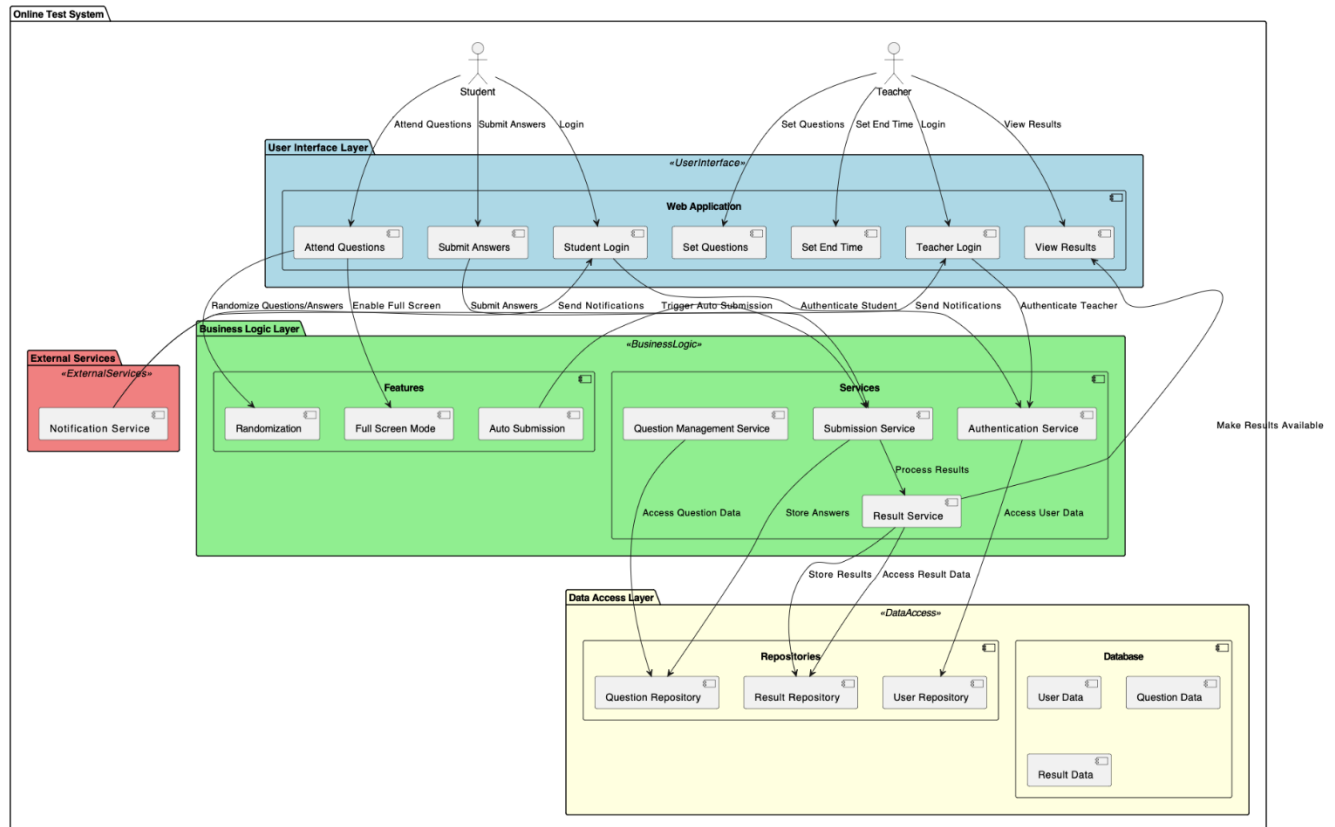 Online Test System
Student
Teacher
Attend Questions
Submit Answers
Login
Set Questions
Set End Time
Login
View Results
User Interface Layer
«UserInterface»
Web Application
Attend Questions
Submit Answers
Student Login
Set Questions
Set End Time
Teacher Login
View Results
Randomize Questions/Answers
Enable Full Screen
Submit Answers
Send Notifications
Trigger Auto Submission
Authenticate Student
Send Notifications
Authenticate Teacher
Business Logic Layer
«BusinessLogic»
External Services
«ExternalServices»
Notification Service
Features
Randomization
Full Screen Mode
Auto Submission
Services
Question Management Service
Submission Service
Authentication Service
Make Results Available
Process Results
Result Service
Access Question Data
Store Answers
Access User Data
Store Results
Access Result Data
Data Access Layer
«DataAccess»
Repositories
Question Repository
Result Repository
User Repository
Database
User Data
Question Data
Result Data